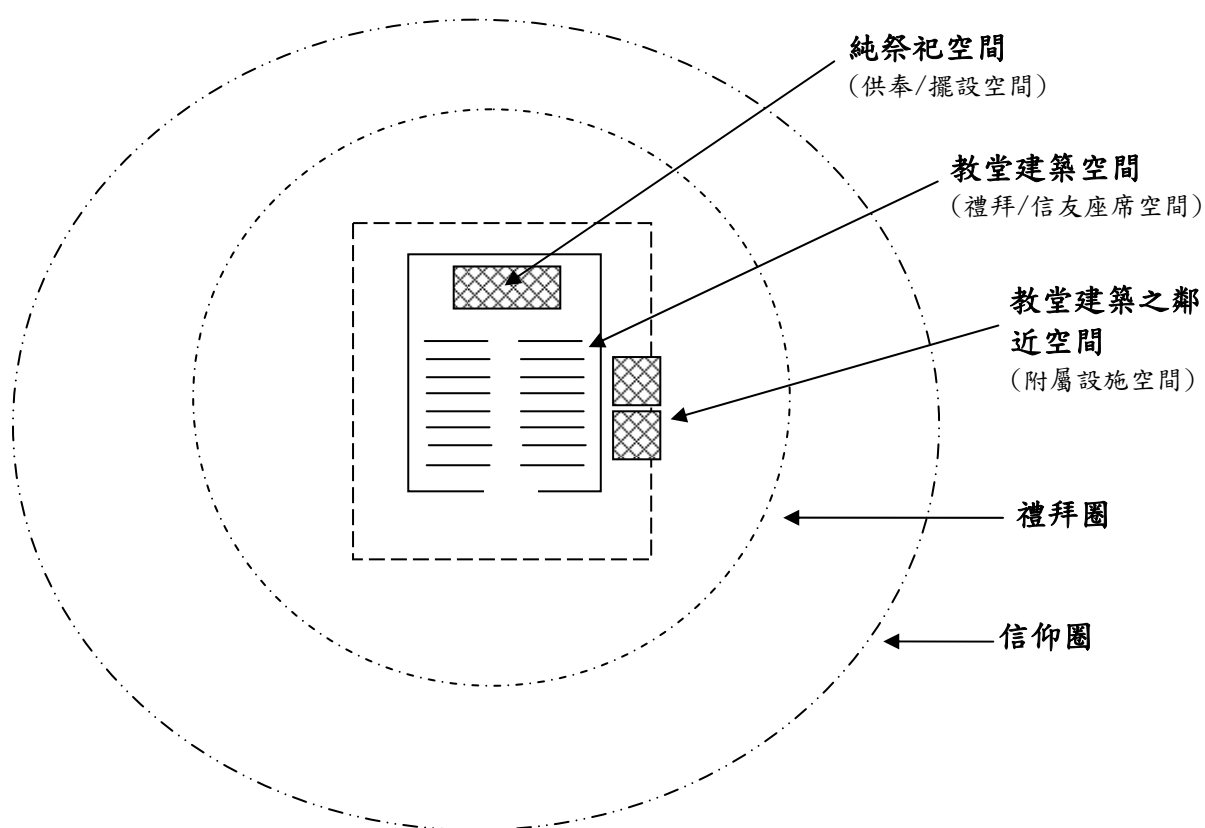 純祭祀空間
(供奉/擺設空間)
教堂建築空間
(禮拜/信友座席空間)
教堂建築之鄰
近空間
(附屬設施空間)
禮拜圈
信仰圈